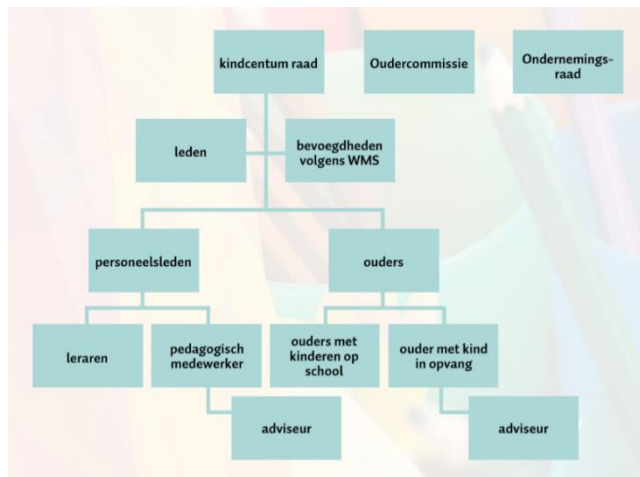 kindcentum raad
Oudercommissie
Ondernemings-
raad
leden
bevoegdheden
volgens WMS
personeelsleden
ouders
leraren
pedagogisch
medewerker
ouders met
kinderen op
school
ouder met kind
in opvang
adviseur
adviseur